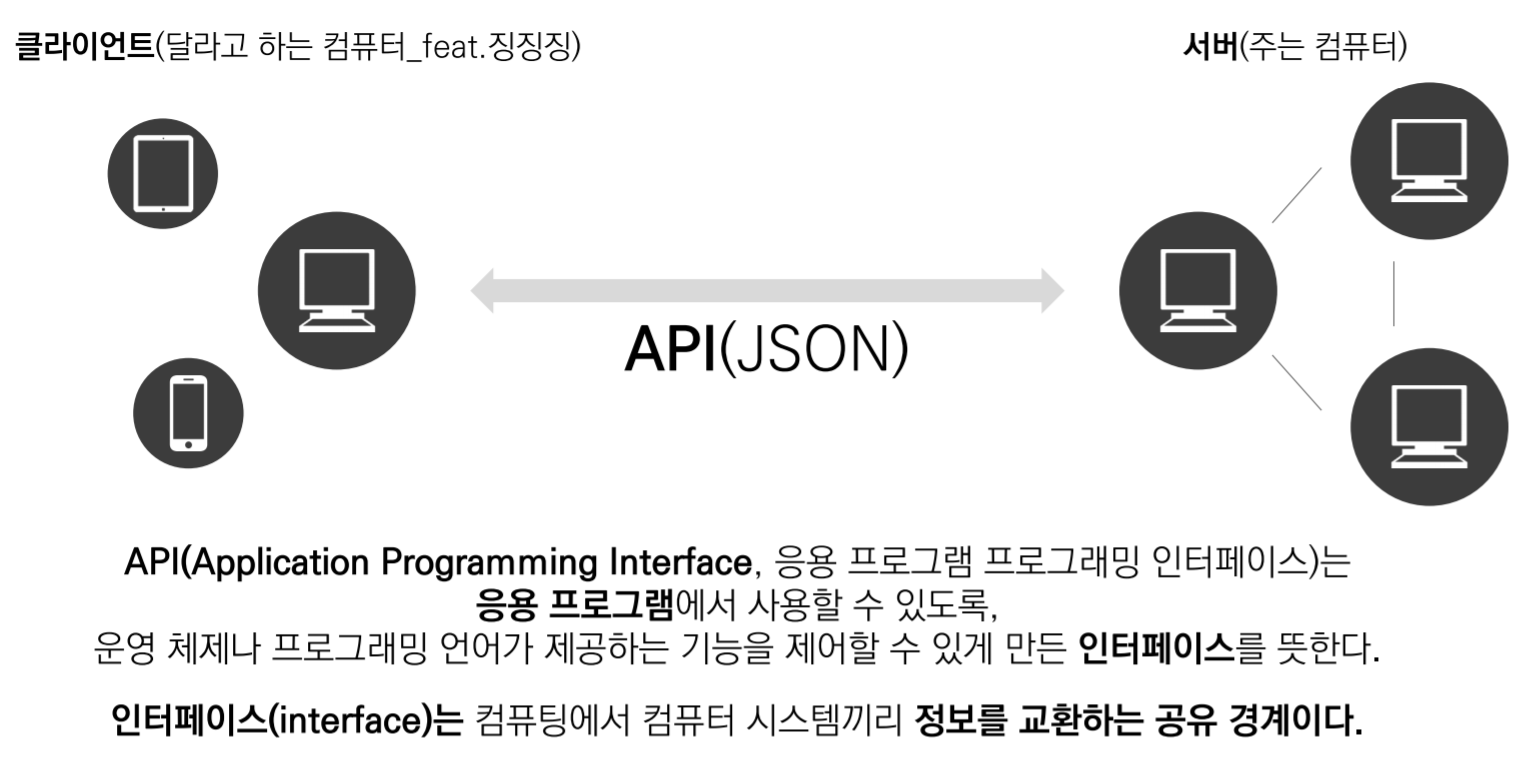 클라이언트(달라고 하는 컴퓨터_feat.징징징)
서버(주는 컴퓨터)
API(JSON)
API(Application Programming Interface, 응용 프로그램 프로그래밍 인터페이스)는
응용 프로그램에서 사용할 수 있도록,
운영 체제나 프로그래밍 언어가 제공하는 기능을 제어할 수 있게 만든 인터페이스를 뜻한다.
인터페이스(interface)는 컴퓨팅에서 컴퓨터 시스템끼리 정보를 교환하는 공유 경계이다.